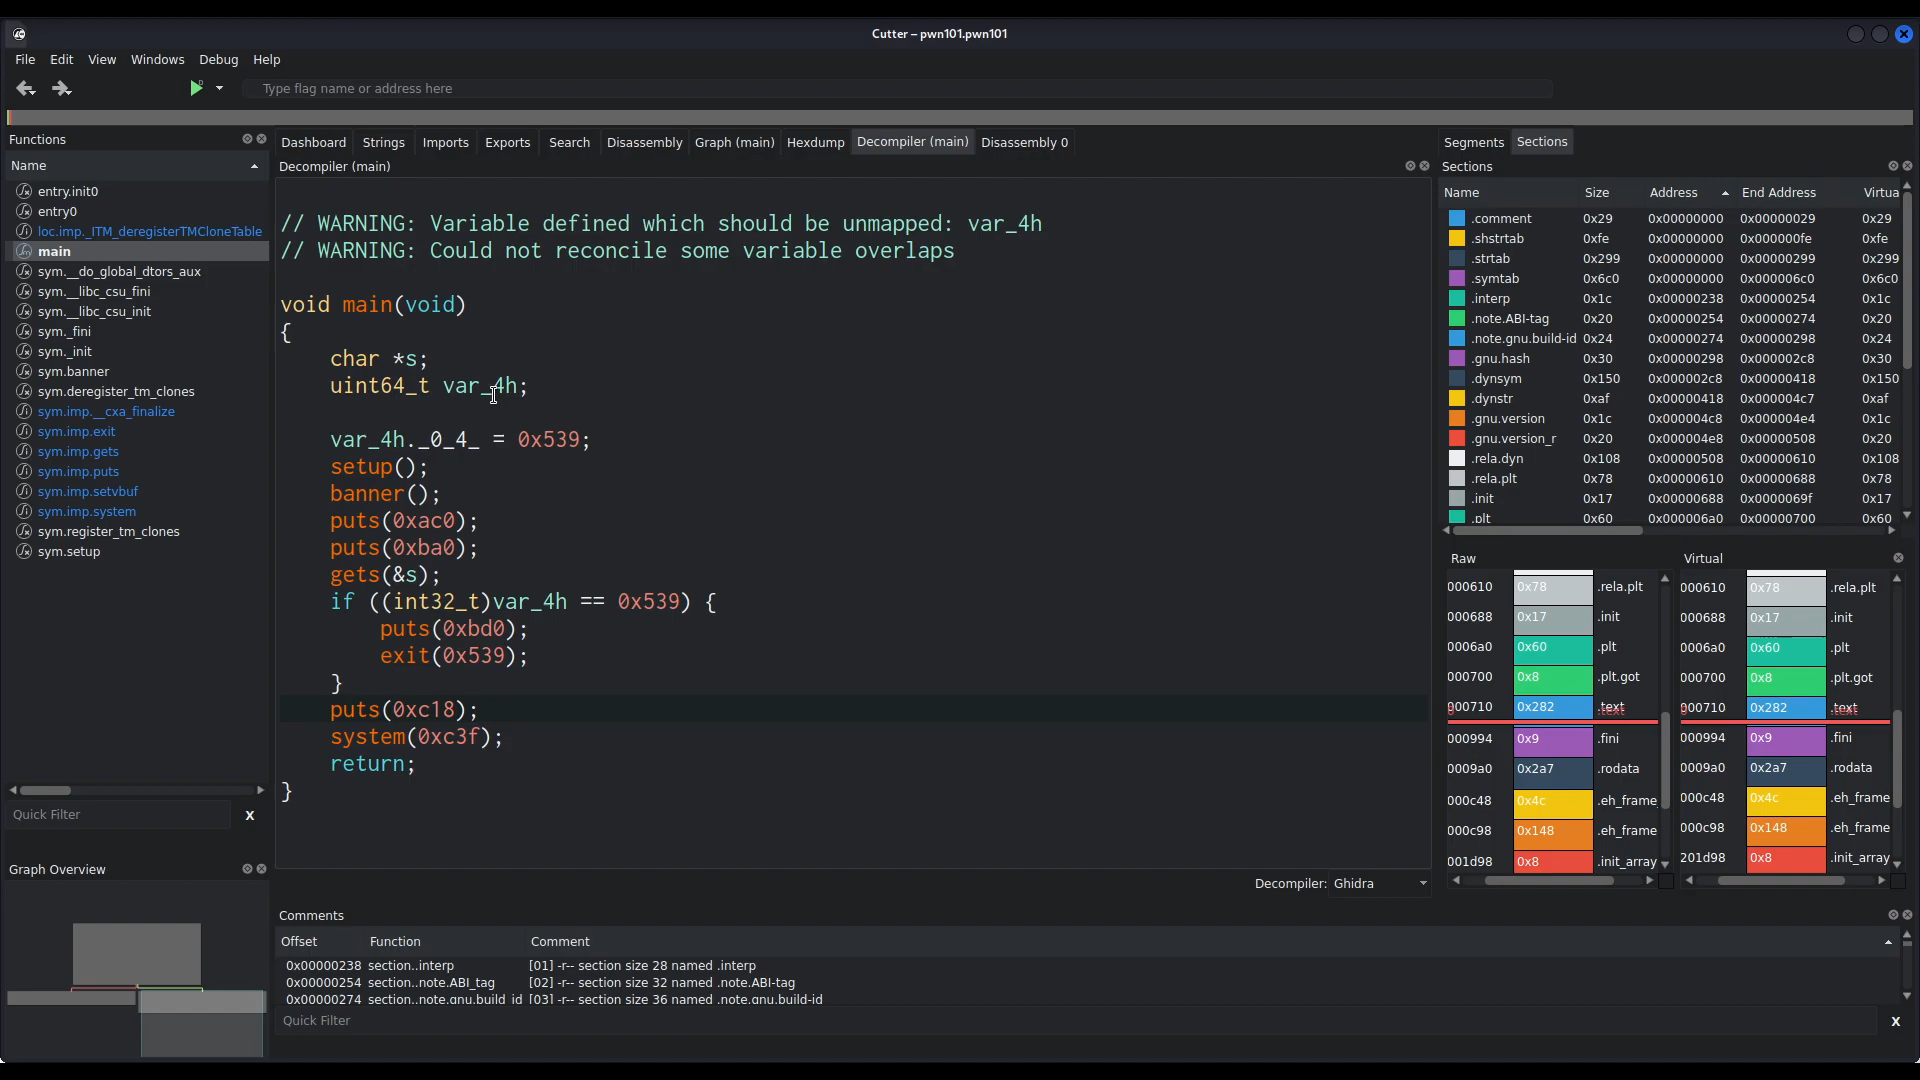 Cutter – pwn101.pwn101
File Edit View Windows Debug Help
Type flag name or address here
Functions
Name
entry.init0
entry0
loc.imp._ITM_deregisterTMCloneTable
main
sym.__do_global_dtors_aux
sym.__libc_csu_fini
sym.__libc_csu_init
sym._fini
sym._init
sym.banner
sym.deregister_tm_clones
sym.imp.__cxa_finalize
sym.imp.exit
sym.imp.gets
sym.imp.puts
sym.imp.setvbuf
sym.imp.system
sym.register_tm_clones
sym.setup
Quick Filter X
Graph Overview
Dashboard Strings Imports Exports Search Disassembly Graph (main) Hexdump Decompiler (main) Disassembly 0
Decompiler (main)
// WARNING: Variable defined which should be unmapped: var_4h
// WARNING: Could not reconcile some variable overlaps
void main(void)
{
char *s;
uint64_t var_4h;
var_4h._0_4_ = 0x539;
setup();
banner();
puts(0xac0);
puts(0xba0);
gets(&s);
if ((int32_t)var_4h == 0x539) {
puts(0xbd0);
exit(0x539);
}
puts(0xc18);
system(0xc3f);
return;
}
Decompiler: Ghidra
Comments
Offset Function Comment
0x00000238 section..interp [01] -r-- section size 28 named .interp
0x00000254 section..note.ABI_tag [02] -r-- section size 32 named .note.ABI-tag
0x00000274 section..note.gnu.build_id [03] -r-- section size 36 named .note.gnu.build-id
Quick Filter X
Segments Sections
Sections
Name Size Address End Address Virtua
.comment 0x29 0x00000000 0x00000029 0x29
.shstrtab 0xfe 0x00000000 0x000000fe 0xfe
.strtab 0x299 0x00000000 0x00000299 0x299
.symtab 0x6c0 0x00000000 0x000006c0 0x6c0
.interp 0x1c 0x00000238 0x00000254 0x1c
.note.ABI-tag 0x20 0x00000254 0x00000274 0x20
.note.gnu.build-id 0x24 0x00000274 0x00000298 0x24
.gnu.hash 0x30 0x00000298 0x000002c8 0x30
.dynsym 0x150 0x000002c8 0x00000418 0x150
.dynstr 0xaf 0x00000418 0x000004c7 0xaf
.gnu.version 0x1c 0x000004c8 0x000004e4 0x1c
.gnu.version_r 0x20 0x000004e8 0x00000508 0x20
.rela.dyn 0x108 0x00000508 0x00000610 0x108
.rela.plt 0x78 0x00000610 0x00000688 0x78
.init 0x17 0x00000688 0x0000069f 0x17
.plt 0x60 0x000006a0 0x00000700 0x60
Raw
000610 0x78 .rela.plt
000688 0x17 .init
0006a0 0x60 .plt
000700 0x8 .plt.got
000710 0x282 .text
000994 0x9 .fini
0009a0 0x2a7 .rodata
000c48 0x4c .eh_frame_
000c98 0x148 .eh_frame
001d98 0x8 .init_array
Virtual
000610 0x78 .rela.plt
000688 0x17 .init
0006a0 0x60 .plt
000700 0x8 .plt.got
000710 0x282 .text
000994 0x9 .fini
0009a0 0x2a7 .rodata
000c48 0x4c .eh_frame
000c98 0x148 .eh_frame
201d98 0x8 .init_array